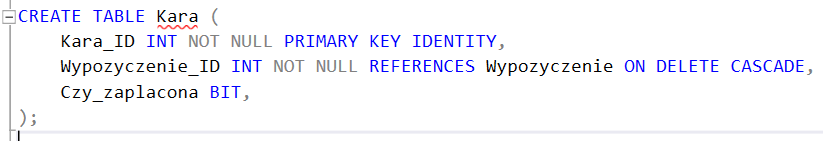 CREATE TABLE Kara (
    Kara_ID INT NOT NULL PRIMARY KEY IDENTITY,
    Wypozyczenie_ID INT NOT NULL REFERENCES Wypozyczenie ON DELETE CASCADE,
    Czy_zaplacona BIT,
);